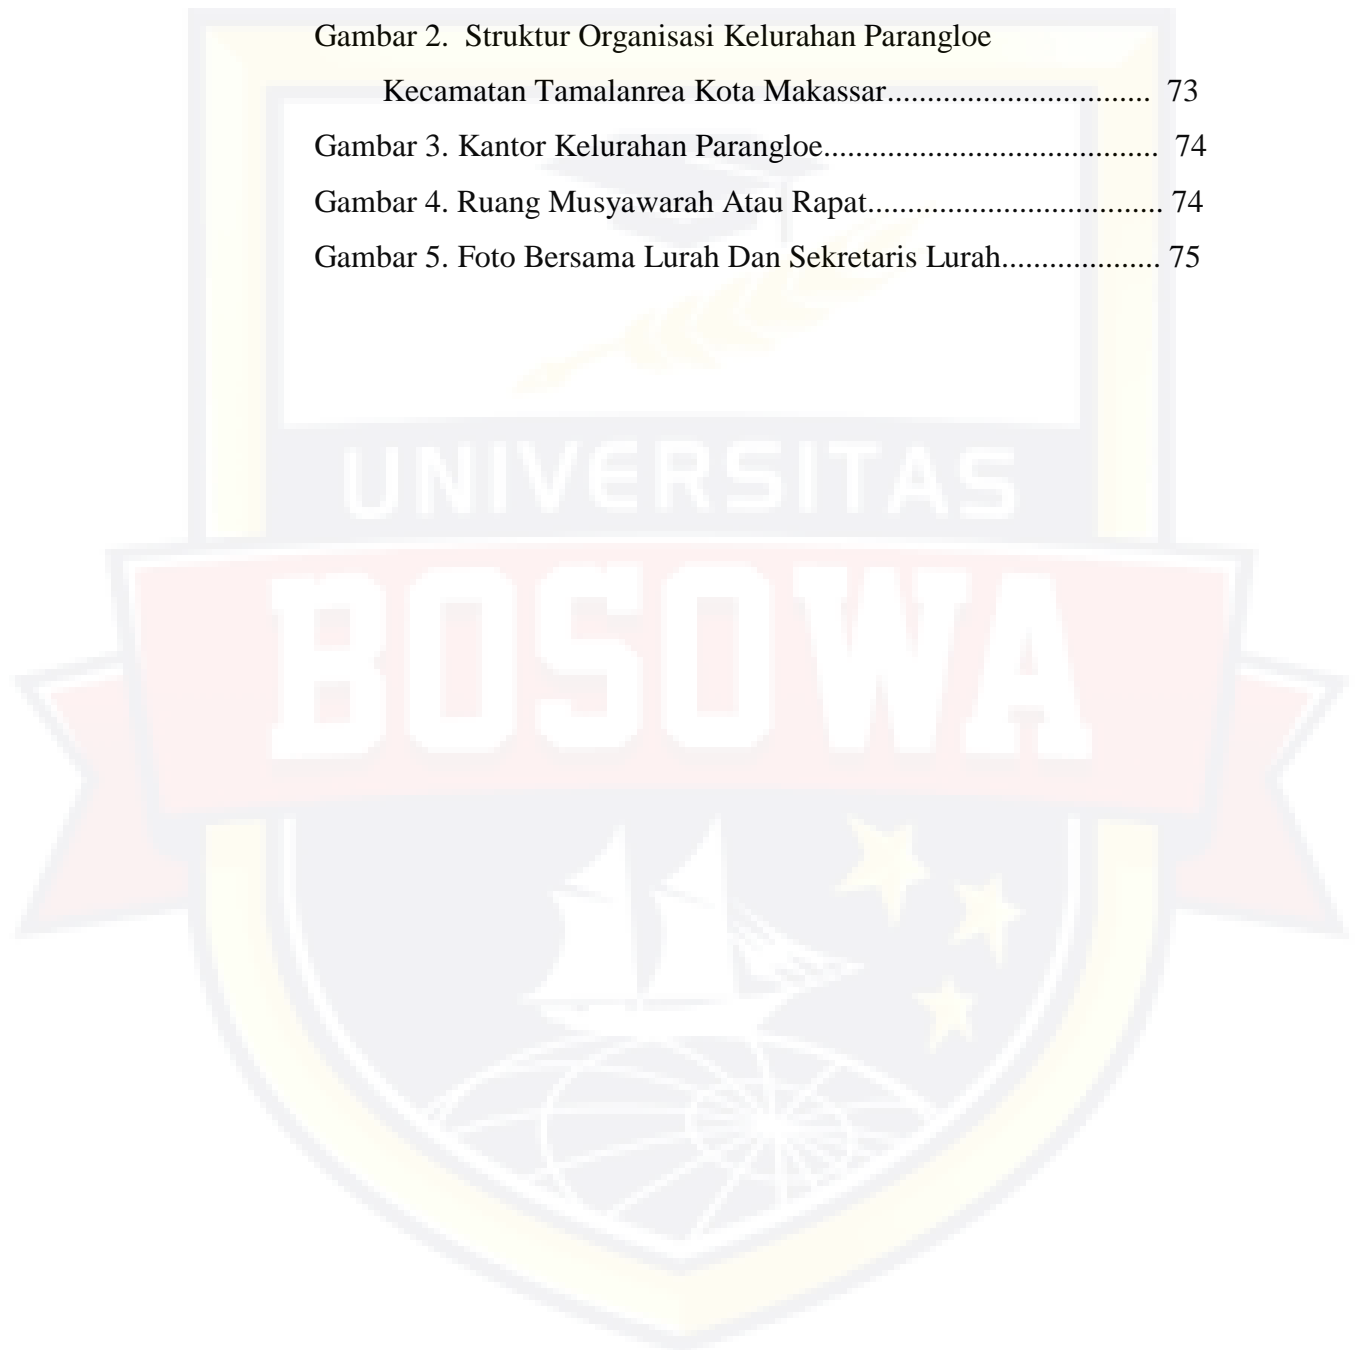 Gambar 2.  Struktur Organisasi Kelurahan Parangloe
Kecamatan Tamalanrea Kota Makassar................................. 73
Gambar 3. Kantor Kelurahan Parangloe.......................................... 74
Gambar 4. Ruang Musyawarah Atau Rapat..................................... 74
Gambar 5. Foto Bersama Lurah Dan Sekretaris Lurah.................... 75
UNIVERSITAS
BOSOWA